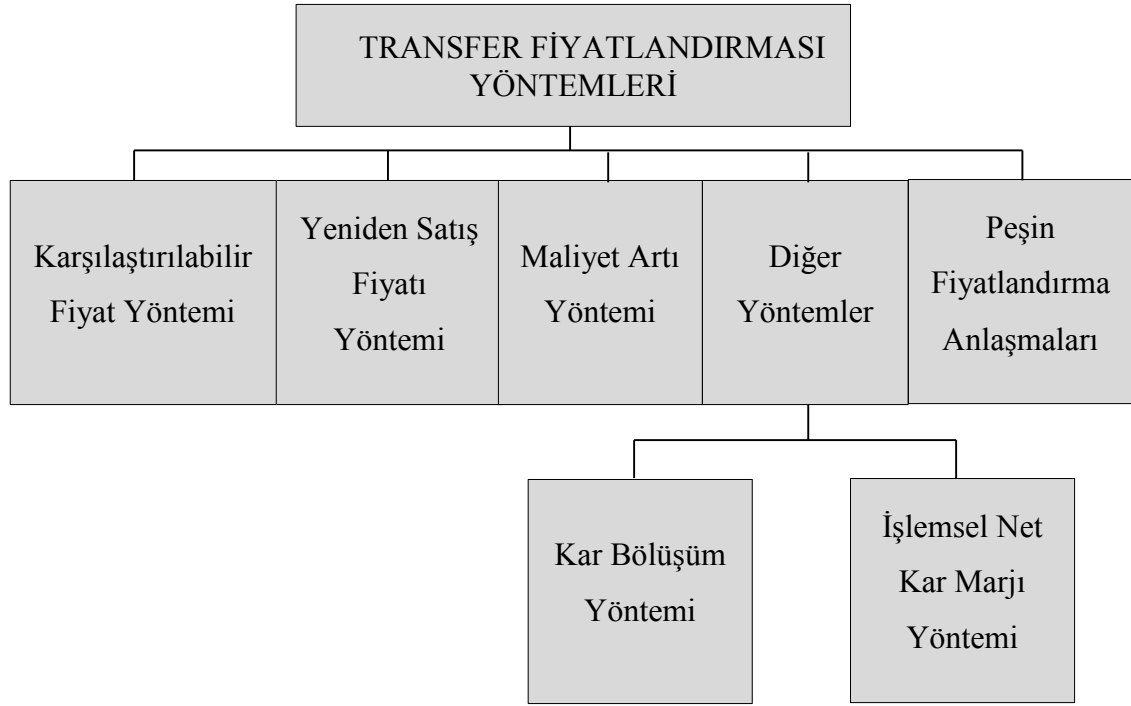 TRANSFER FİYATLANDIRMASI
YÖNTEMLERİ
Karşılaştırılabilir
Fiyat Yöntemi
Yeniden Satış
Fiyatı
Yöntemi
Maliyet Artı
Yöntemi
Diğer
Yöntemler
Peşin
Fiyatlandırma
Anlaşmaları
Kar Bölüşüm
Yöntemi
İşlemsel Net
Kar Marjı
Yöntemi